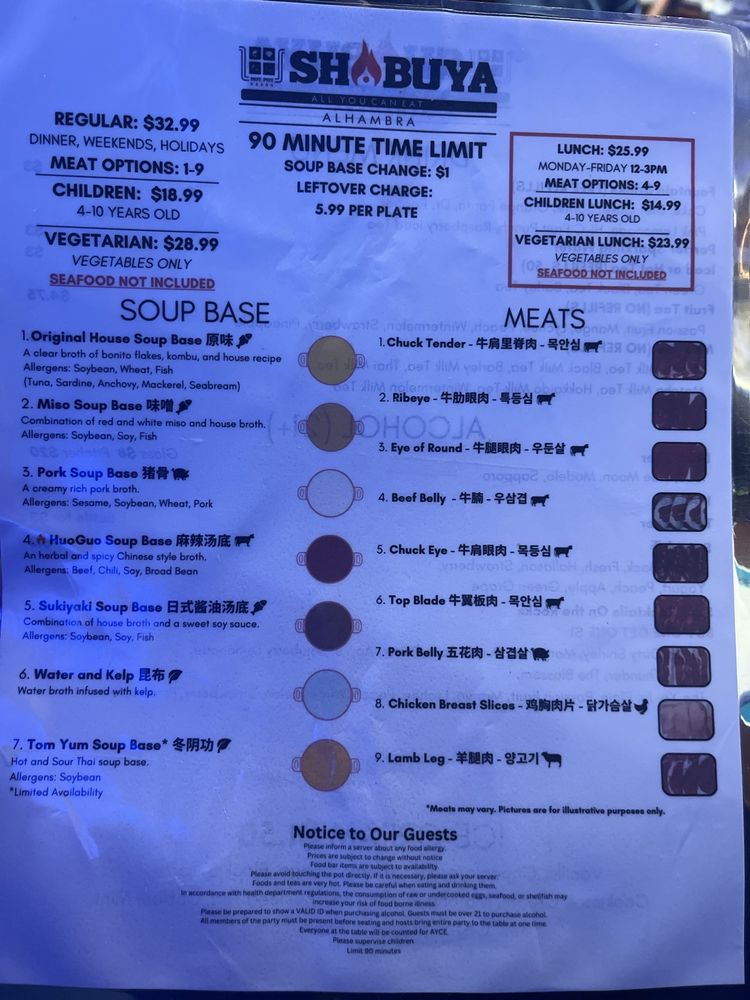 HOT POT
SHABUYA
ALL YOU CAN EAT
ALHAMBRA
REGULAR: $32.99
DINNER, WEEKENDS, HOLIDAYS
MEAT OPTIONS: 1-9
CHILDREN: $18.99
4-10 YEARS OLD
VEGETARIAN: $28.99
VEGETABLES ONLY
SEAFOOD NOT INCLUDED
90 MINUTE TIME LIMIT
SOUP BASE CHANGE: $1
LEFTOVER CHARGE:
5.99 PER PLATE
LUNCH: $25.99
MONDAY-FRIDAY 12-3PM
MEAT OPTIONS: 4-9
CHILDREN LUNCH: $14.99
4-10 YEARS OLD
VEGETARIAN LUNCH: $23.99
VEGETABLES ONLY
SEAFOOD NOT INCLUDED
SOUP BASE
1. Original House Soup Base 原味
A clear broth of bonito flakes, kombu, and house recipe
Allergens: Soybean, Wheat, Fish
(Tuna, Sardine, Anchovy, Mackerel, Seabream)
2. Miso Soup Base 味噌
Combination of red and white miso and house broth.
Allergens: Soybean, Soy, Fish
3. Pork Soup Base 猪骨
A creamy rich pork broth.
Allergens: Sesame, Soybean, Wheat, Pork
4. HuoGuo Soup Base 麻辣汤底
An herbal and spicy Chinese style broth.
Allergens: Beef, Chili, Soy, Broad Bean
5. Sukiyaki Soup Base 日式酱油汤底
Combination of house broth and a sweet soy sauce.
Allergens: Soybean, Soy, Fish
6. Water and Kelp 昆布
Water broth infused with kelp.
7. Tom Yum Soup Base* 冬阴功
Hot and Sour Thai soup base.
Allergens: Soybean
*Limited Availability
MEATS
1. Chuck Tender - 牛肩里脊肉 - 목안심
2. Ribeye - 牛肋眼肉 - 특등심
3. Eye of Round - 牛腿眼肉 - 우둔살
4. Beef Belly - 牛腩 - 우삼겹
5. Chuck Eye - 牛肩眼肉 - 목등심
6. Top Blade 牛翼板肉 - 목안심
7. Pork Belly 五花肉 - 삼겹살
8. Chicken Breast Slices - 鸡胸肉片 - 닭가슴살
9. Lamb Leg - 羊腿肉 - 양고기
*Meats may vary. Pictures are for illustrative purposes only.
Notice to Our Guests
Please inform a server about any food allergy.
Prices are subject to change without notice
Food bar items are subject to availability.
Please avoid touching the pot directly. If it is necessary, please ask your server.
Foods and teas are very hot. Please be careful when eating and drinking them.
In accordance with health department regulations, the consumption of raw or undercooked eggs, seafood, or shellfish may
increase your risk of food borne illness.
Please be prepared to show a VALID ID when purchasing alcohol. Guests must be over 21 to purchase alcohol.
All members of the party must be present before seating and hosts bring entire party to the table at one time.
Everyone at the table will be counted for AYCE.
Please supervise children.
Limit 90 minutes